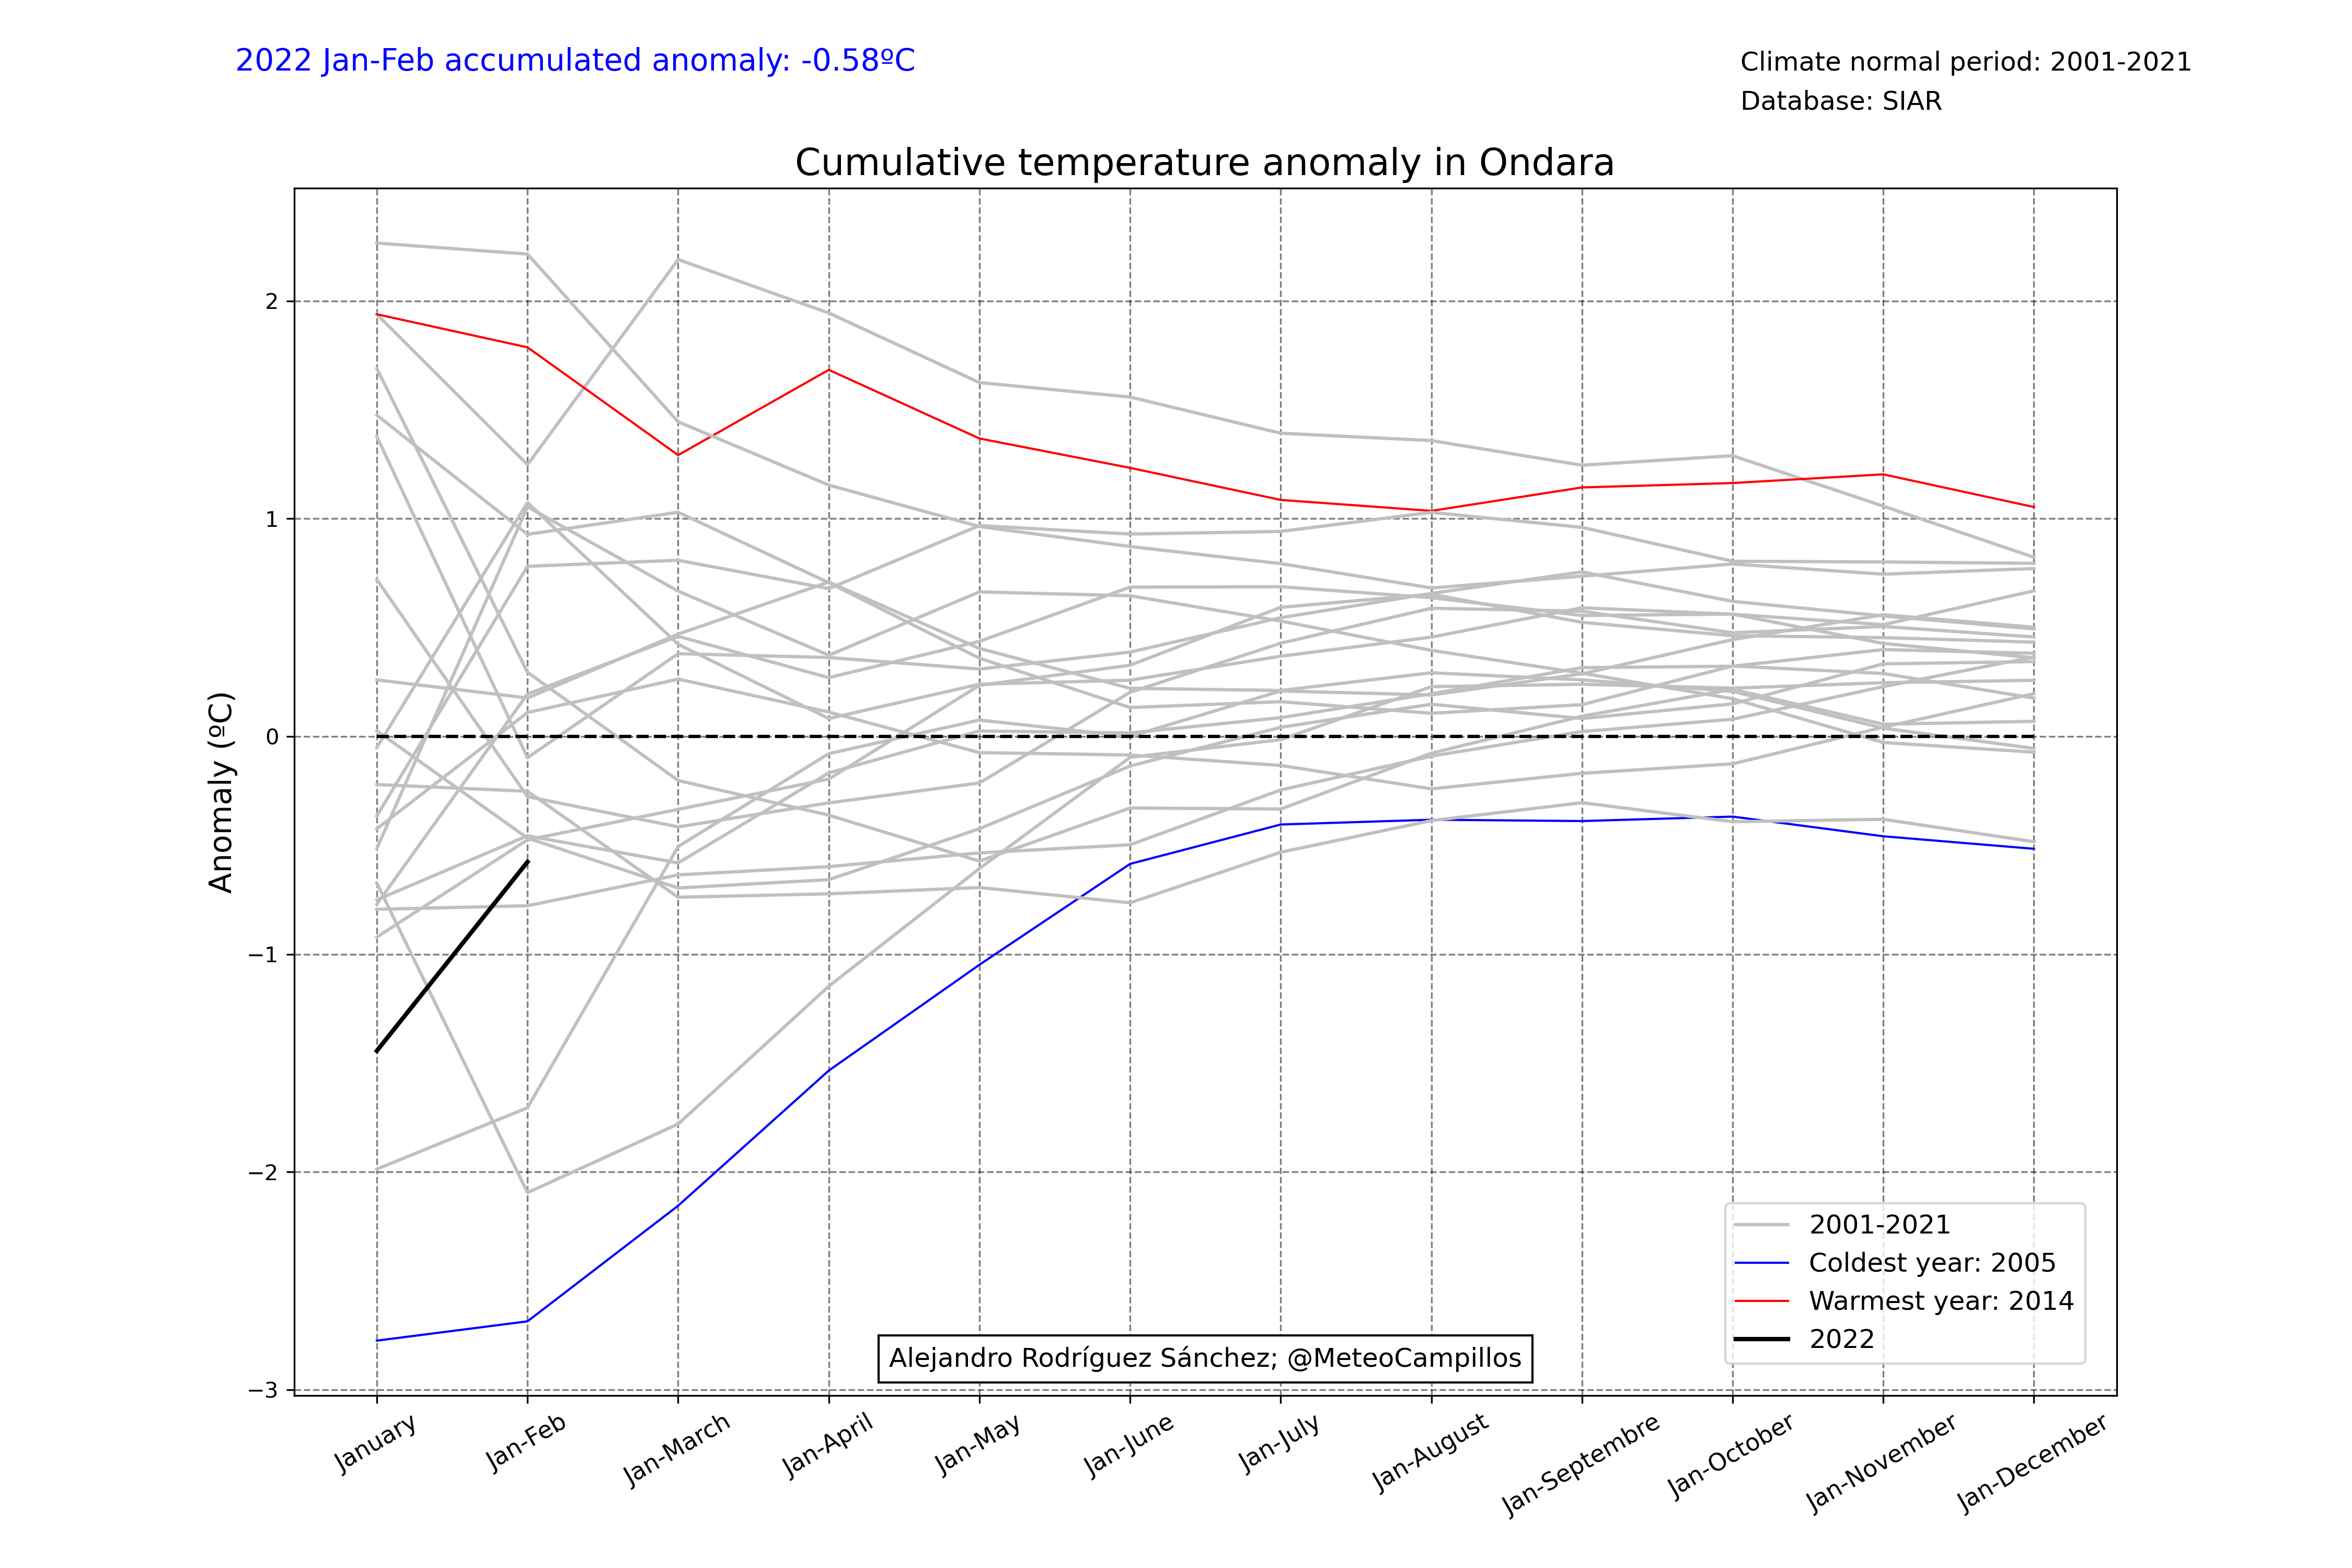 2022 Jan-Feb accumulated anomaly: -0.58ºC
Climate normal period: 2001-2021
Database: SIAR
Cumulative temperature anomaly in Ondara
Anomaly (ºC)
2
1
0
−1
−2
−3
2001-2021
Coldest year: 2005
Warmest year: 2014
2022
Alejandro Rodríguez Sánchez; @MeteoCampillos
January
Jan-Feb
Jan-March
Jan-April
Jan-May
Jan-June
Jan-July
Jan-August
Jan-Septembre
Jan-October
Jan-November
Jan-December